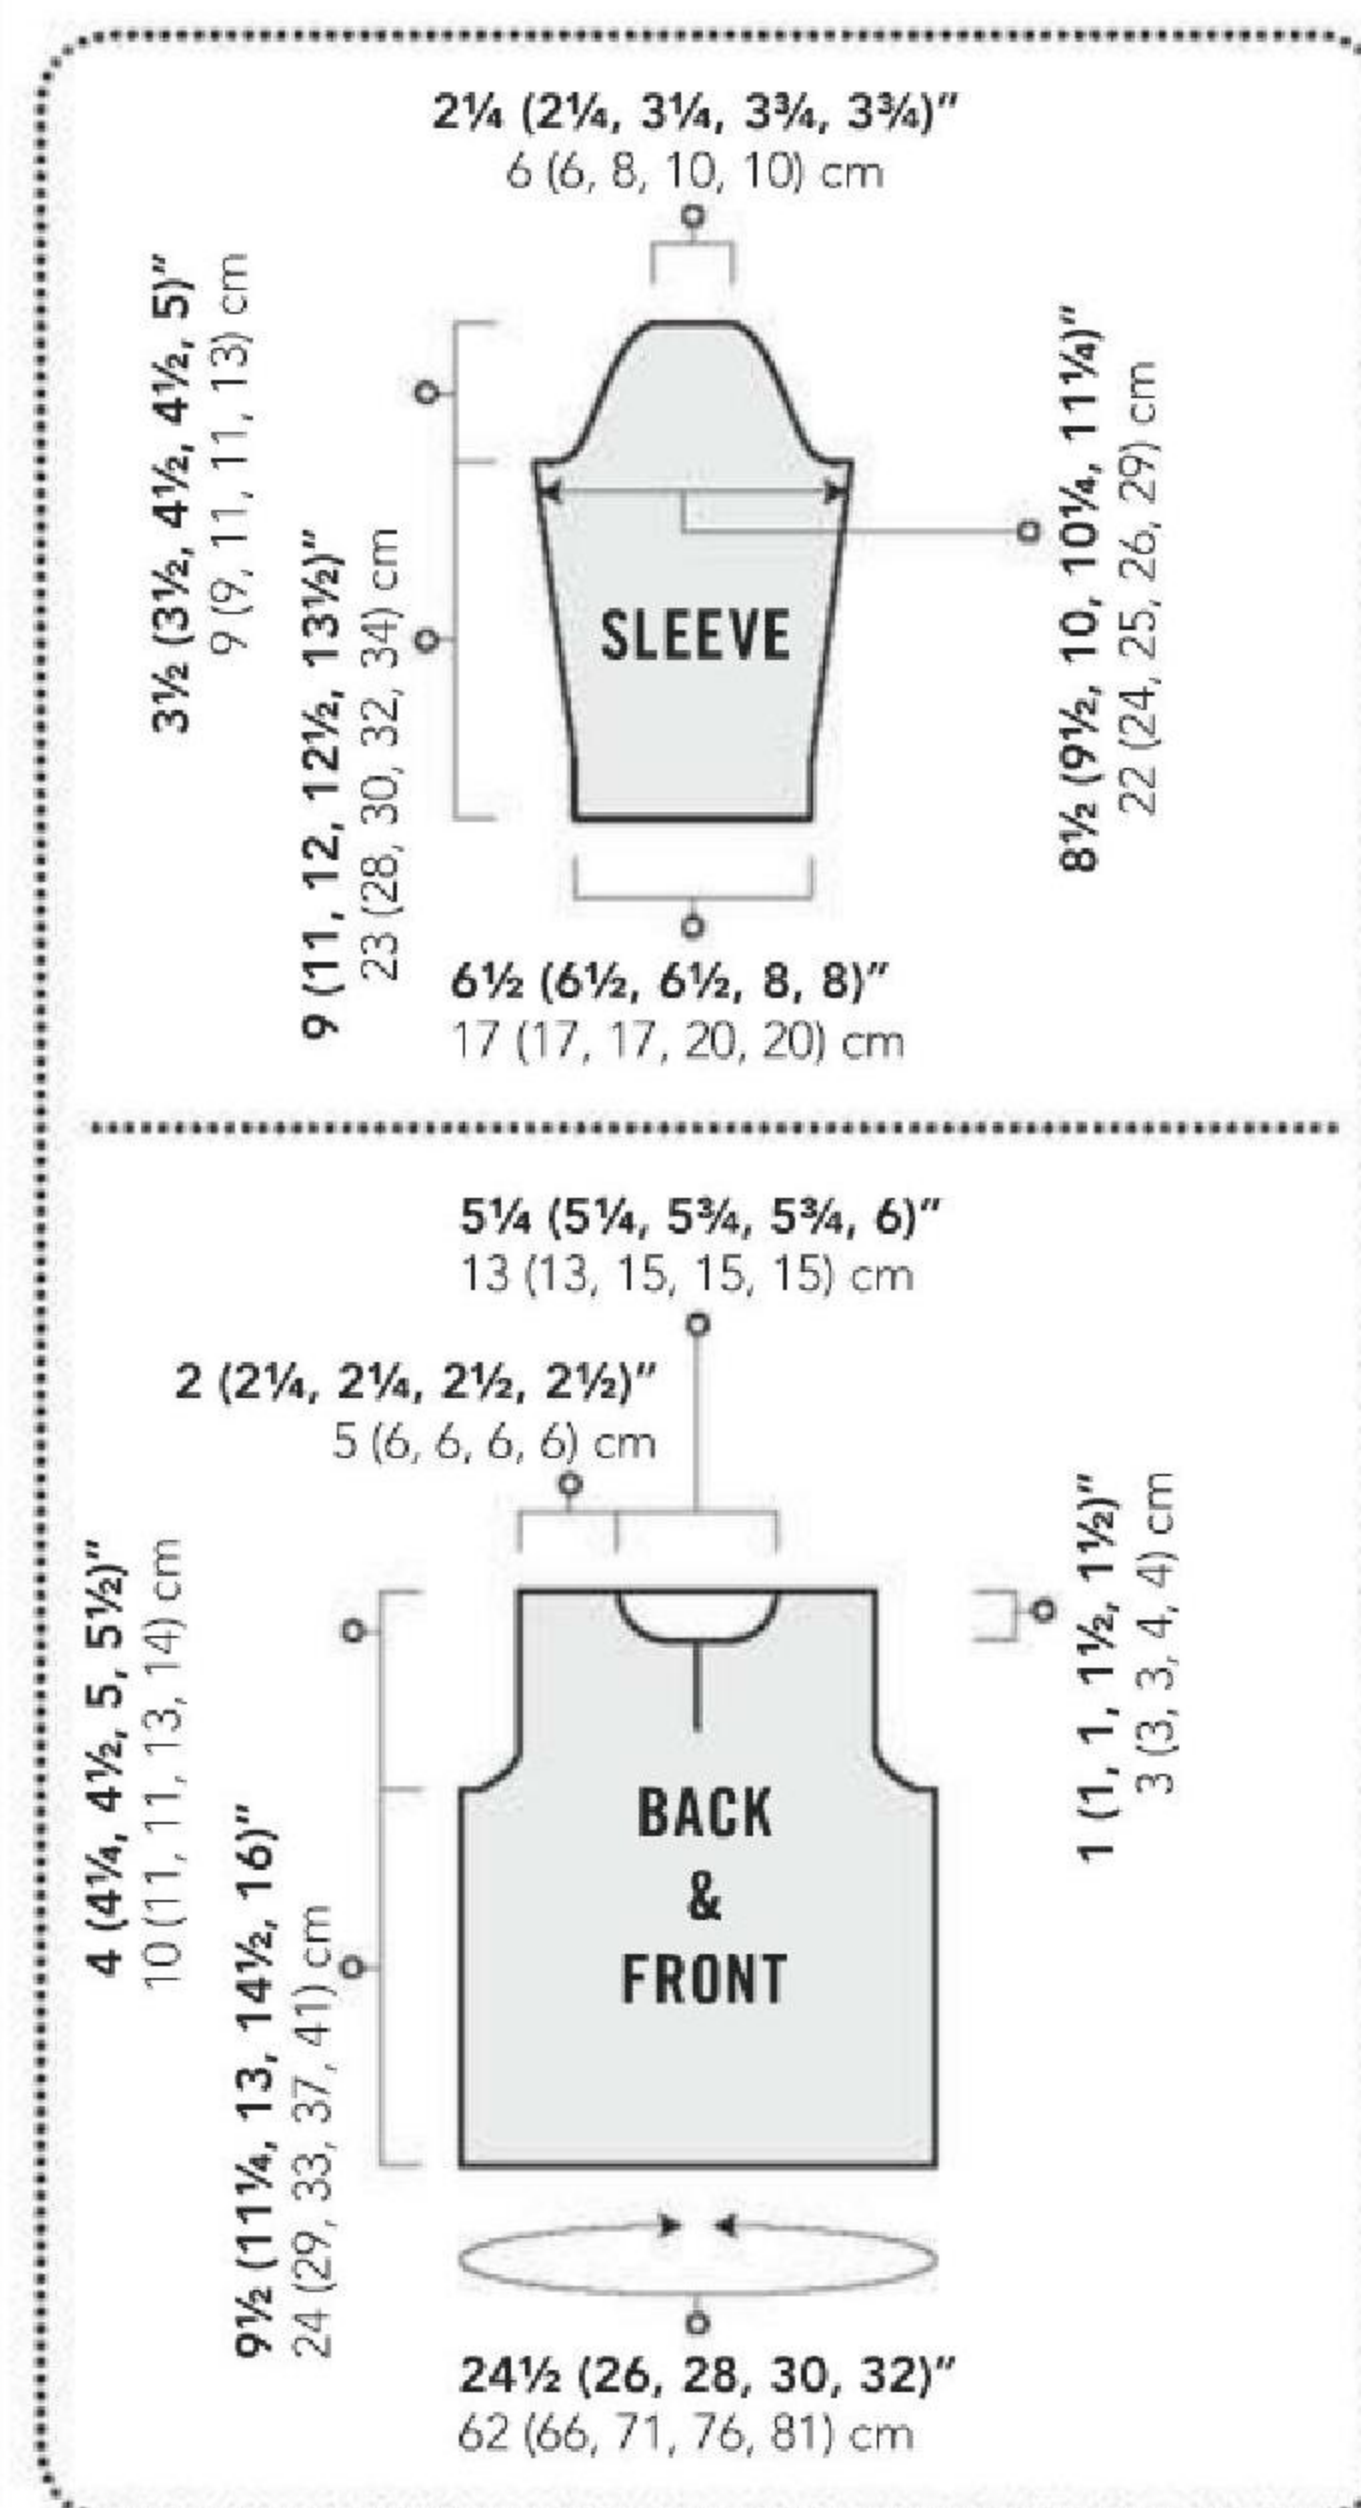 2¼ (2¼, 3¼, 3¾, 3¾)"
6 (6, 8, 10, 10) cm
3½ (3½, 4½, 4½, 5)"
9 (9, 11, 11, 13) cm
9 (11, 12, 12½, 13½)"
23 (28, 30, 32, 34) cm
8½ (9½, 10, 10¼, 11¼)"
22 (24, 25, 26, 29) cm
SLEEVE
6½ (6½, 6½, 8, 8)"
17 (17, 17, 20, 20) cm
5¼ (5¼, 5¾, 5¾, 6)"
13 (13, 15, 15, 15) cm
2 (2¼, 2¼, 2½, 2½)"
5 (6, 6, 6, 6) cm
4 (4¼, 4½, 5, 5½)"
10 (11, 11, 13, 14) cm
1 (1, 1, 1½, 1½)"
3 (3, 3, 4, 4) cm
9½ (11¼, 13, 14½, 16)"
24 (29, 33, 37, 41) cm
BACK
&
FRONT
24½ (26, 28, 30, 32)"
62 (66, 71, 76, 81) cm